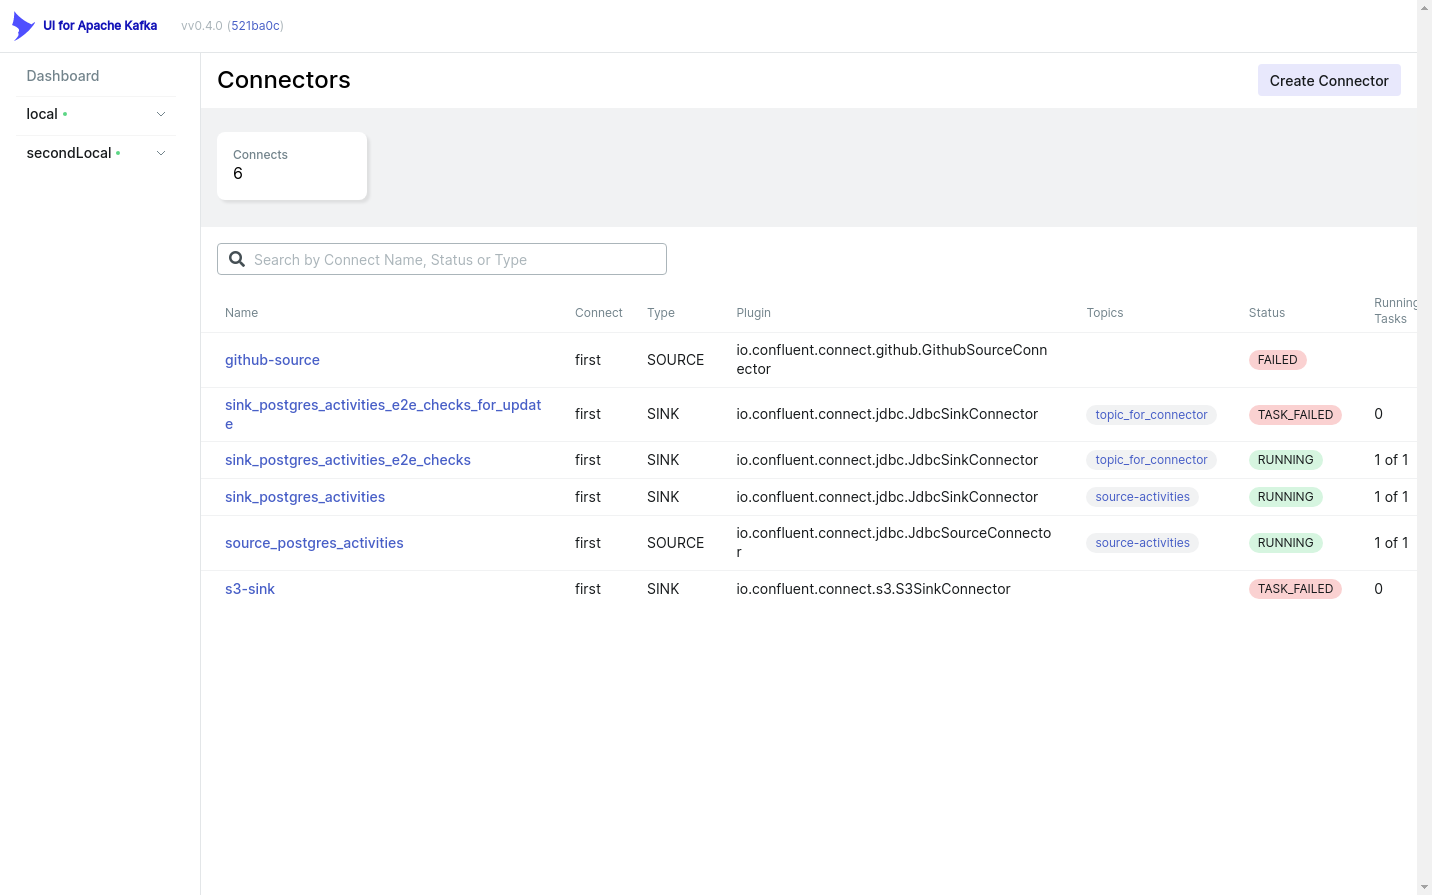 UI for Apache Kafka vv0.4.0 (521ba0c)
Dashboard
local
secondLocal
Connectors
Create Connector
Connects
6
Search by Connect Name, Status or Type
Name Connect Type Plugin Topics Status Running
Tasks
github-source first SOURCE io.confluent.connect.github.GithubSourceConn
ector FAILED
sink_postgres_activities_e2e_checks_for_updat
e first SINK io.confluent.connect.jdbc.JdbcSinkConnector topic_for_connector TASK_FAILED 0
sink_postgres_activities_e2e_checks first SINK io.confluent.connect.jdbc.JdbcSinkConnector topic_for_connector RUNNING 1 of 1
sink_postgres_activities first SINK io.confluent.connect.jdbc.JdbcSinkConnector source-activities RUNNING 1 of 1
source_postgres_activities first SOURCE io.confluent.connect.jdbc.JdbcSourceConnecto
r source-activities RUNNING 1 of 1
s3-sink first SINK io.confluent.connect.s3.S3SinkConnector TASK_FAILED 0